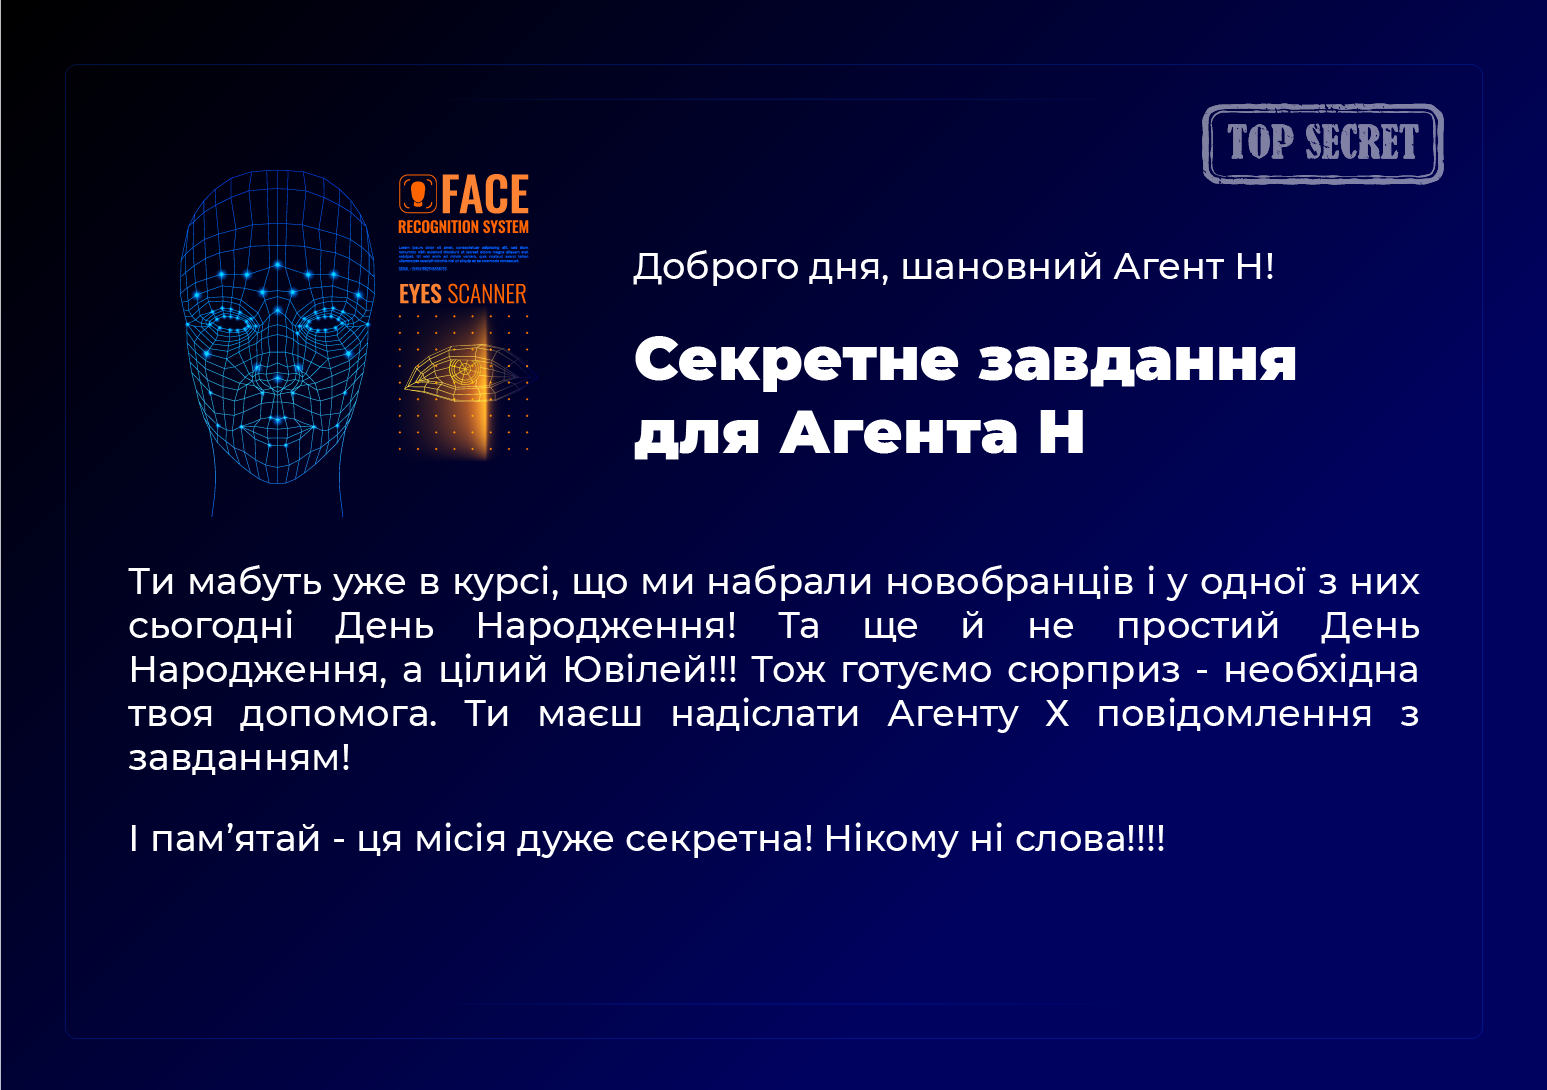 TOP SECRET
FACE
RECOGNITION SYSTEM
EYES SCANNER
Доброго дня, шановний Агент Н!
Секретне завдання
для Агента Н
Ти мабуть уже в курсі, що ми набрали новобранців і у одної з них
сьогодні День Народження! Та ще й не простий День
Народження, а цілий Ювілей!!! Тож готуємо сюрприз - необхідна
твоя допомога. Ти маєш надіслати Агенту Х повідомлення з
завданням!
І пам’ятай - ця місія дуже секретна! Нікому ні слова!!!!